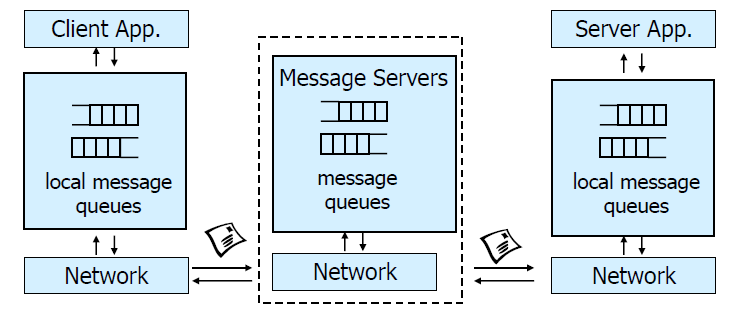 Client App.
local message
queues
Network
Message Servers
message
queues
Network
Server App.
local message
queues
Network